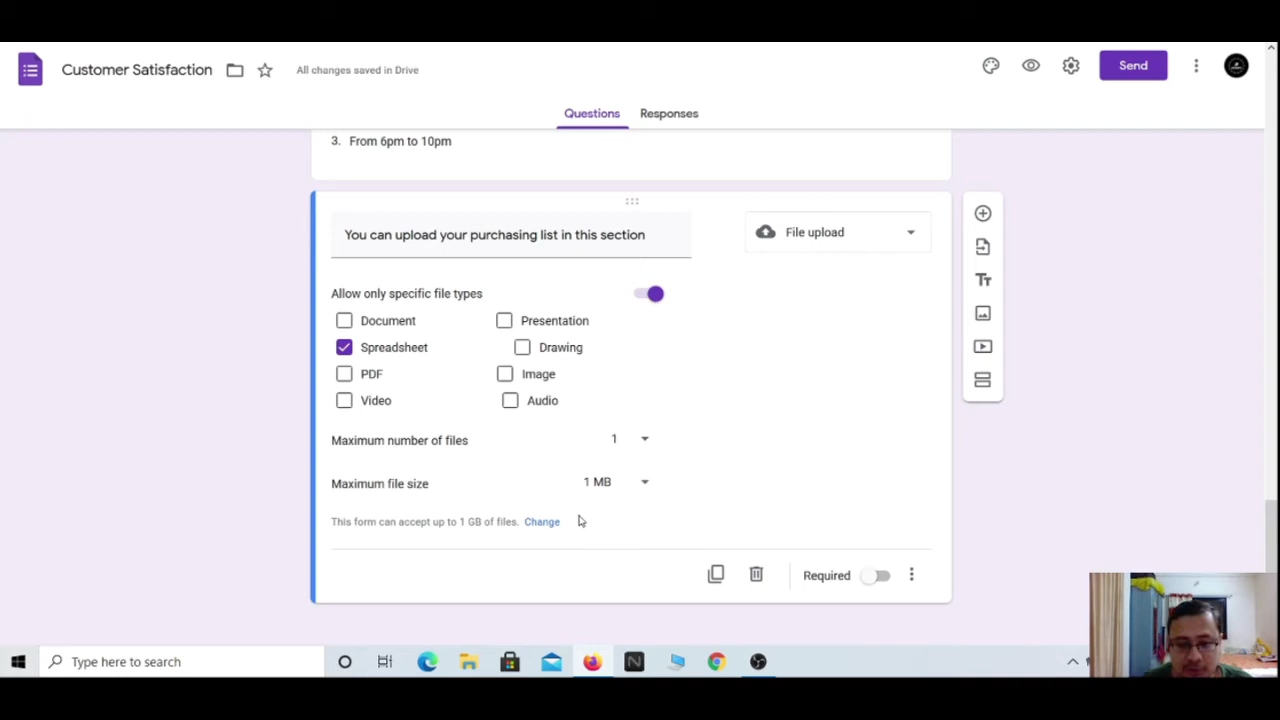 Customer Satisfaction
All changes saved in Drive
Send
Questions
Responses
3. From 6pm to 10pm
You can upload your purchasing list in this section
File upload
Allow only specific file types
Document
Presentation
Spreadsheet
Drawing
PDF
Image
Video
Audio
Maximum number of files
1
Maximum file size
1 MB
This form can accept up to 1 GB of files. Change
Required
Type here to search